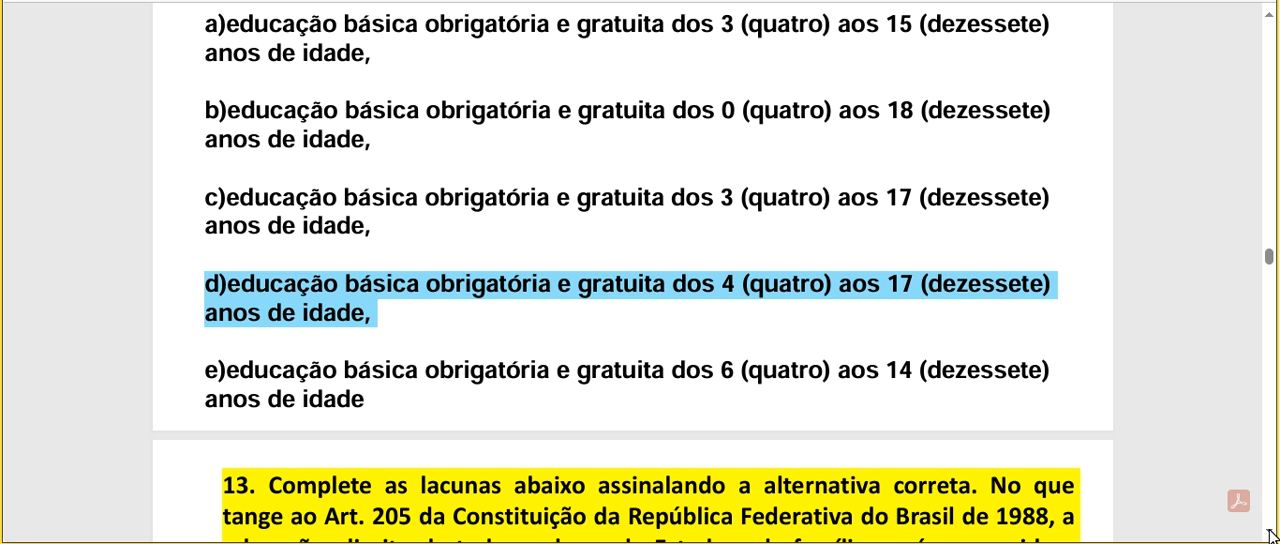 a)educação básica obrigatória e gratuita dos 3 (quatro) aos 15 (dezessete)
anos de idade,
b)educação básica obrigatória e gratuita dos 0 (quatro) aos 18 (dezessete)
anos de idade,
c)educação básica obrigatória e gratuita dos 3 (quatro) aos 17 (dezessete)
anos de idade,
d)educação básica obrigatória e gratuita dos 4 (quatro) aos 17 (dezessete)
anos de idade,
e)educação básica obrigatória e gratuita dos 6 (quatro) aos 14 (dezessete)
anos de idade
13. Complete as lacunas abaixo assinalando a alternativa correta. No que
tange ao Art. 205 da Constituição da República Federativa do Brasil de 1988, a